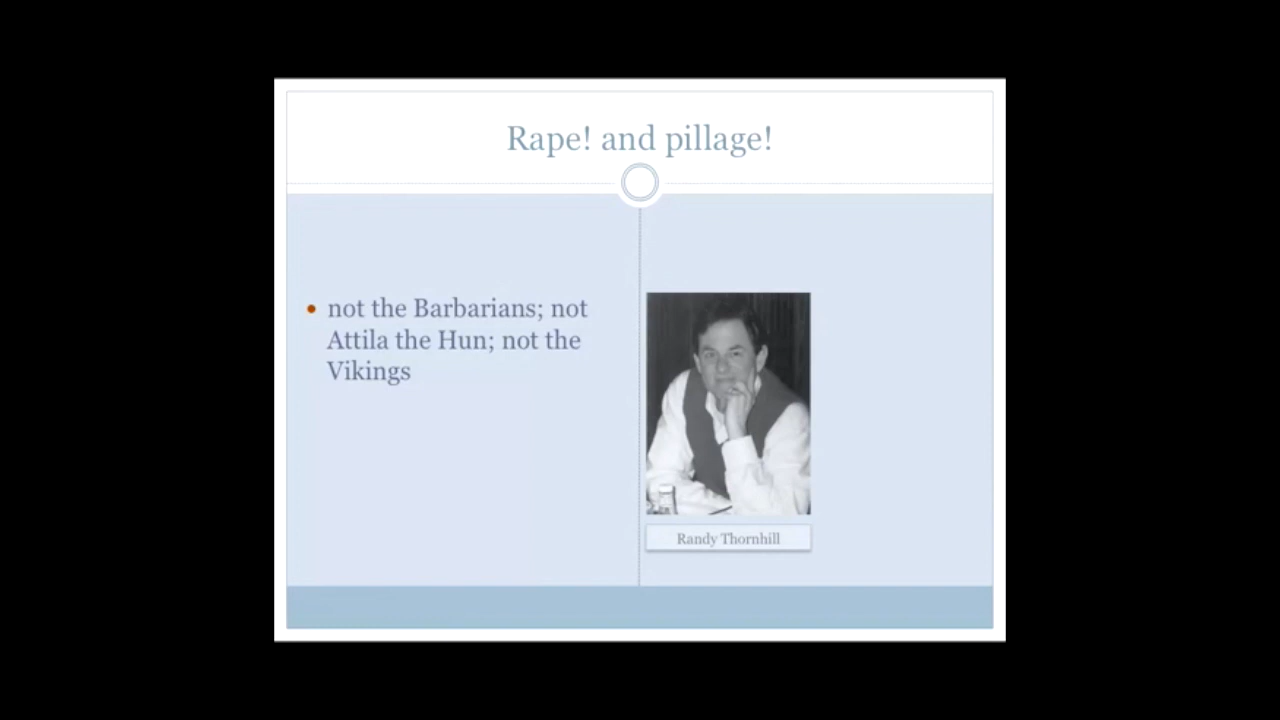 Rape! and pillage!
not the Barbarians; not
Attila the Hun; not the
Vikings
Randy Thornhill